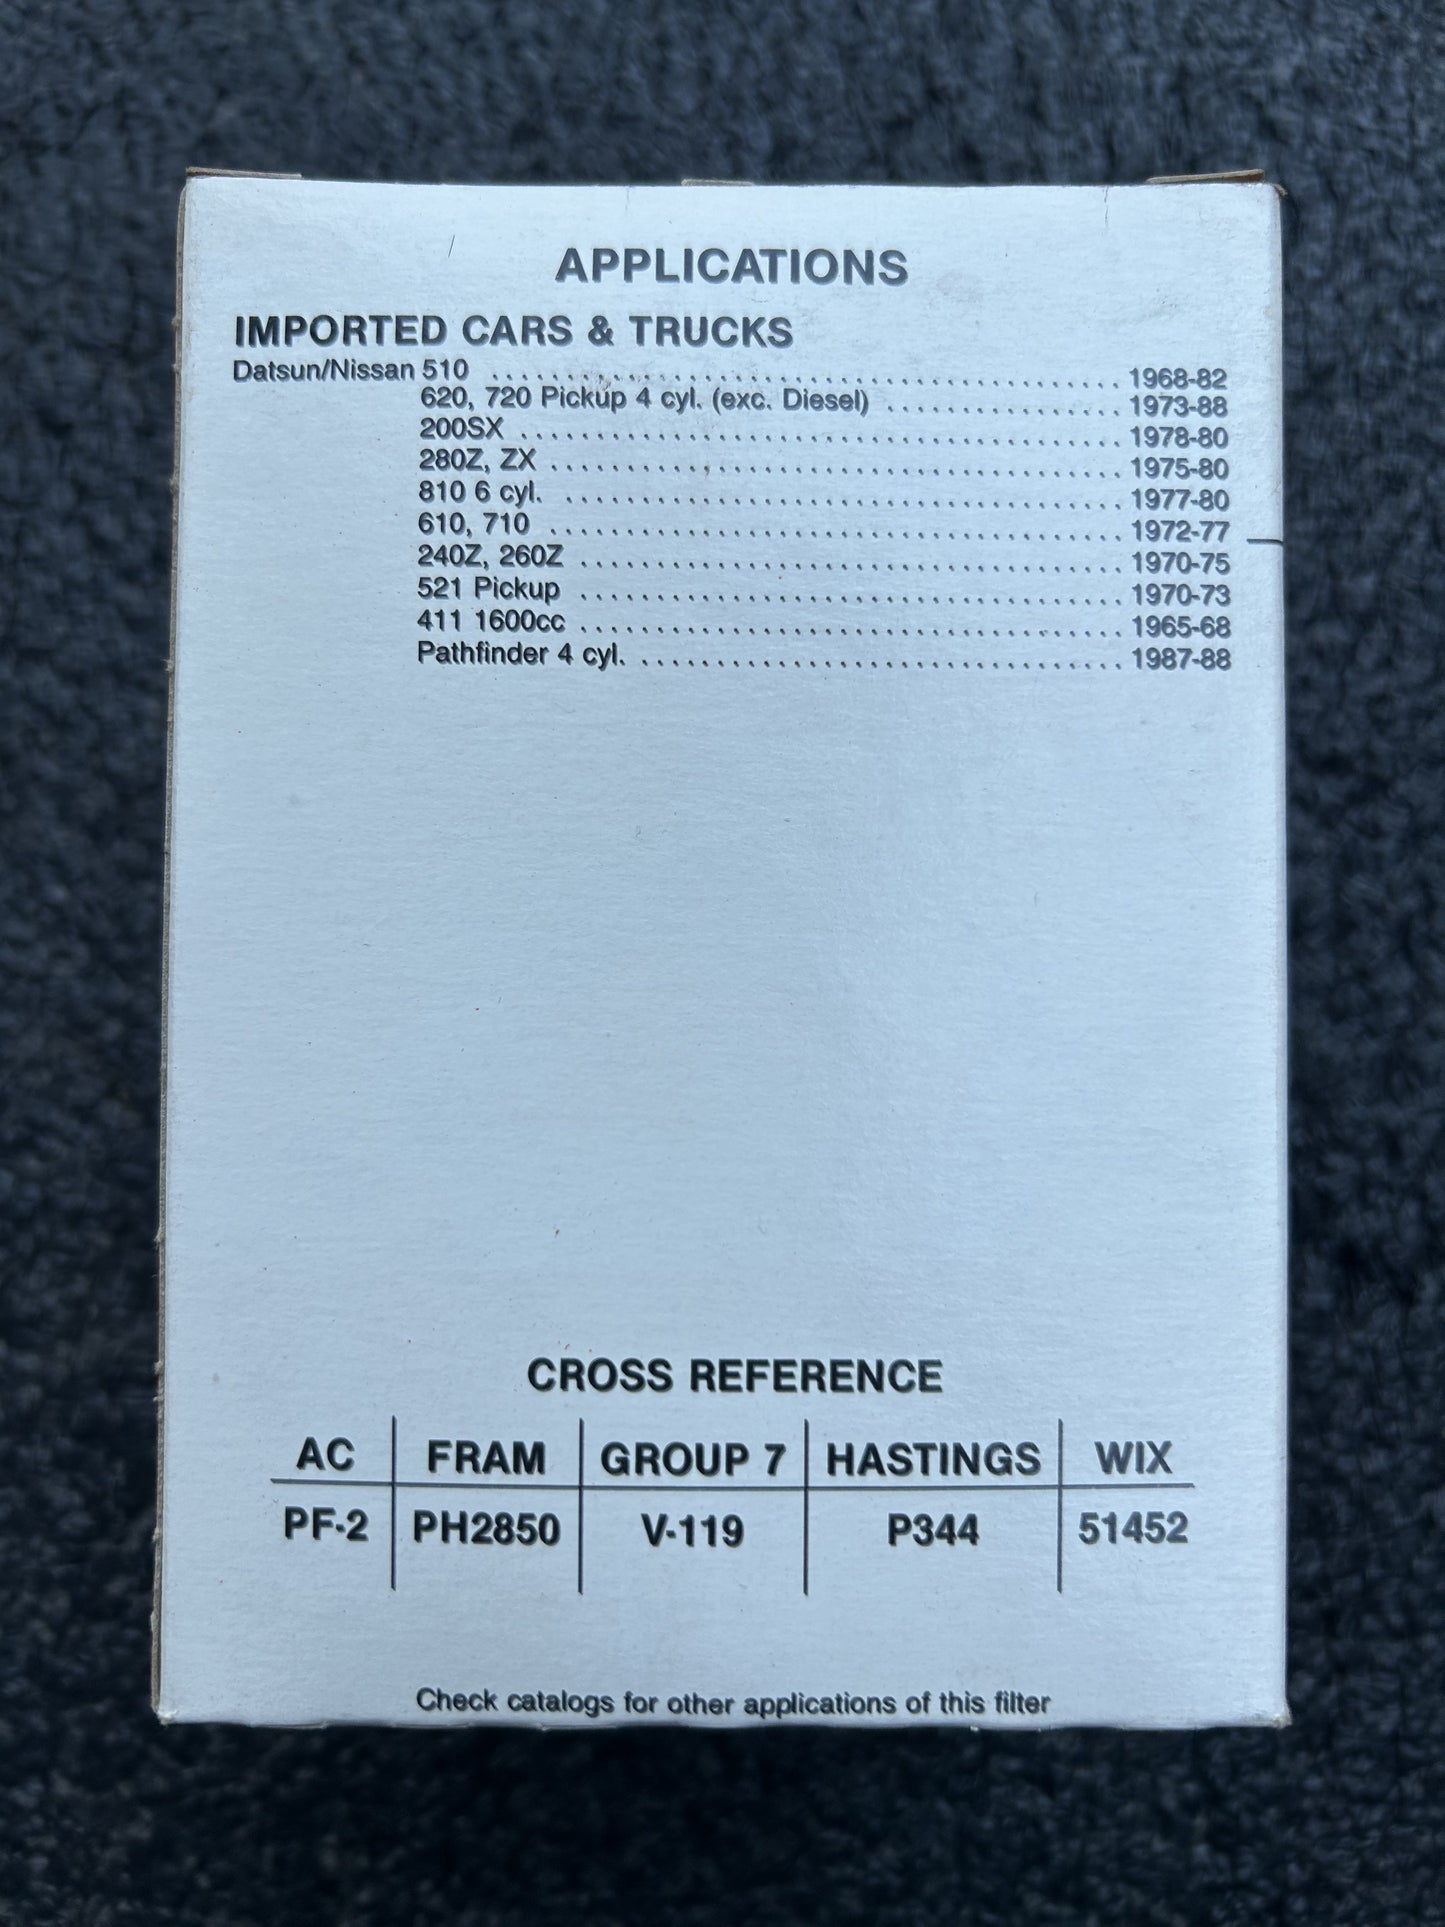 APPLICATIONS
IMPORTED CARS & TRUCKS
Datsun/Nissan 510 ........................................ 1968-82
620, 720 Pickup 4 cyl. (exc. Diesel) ................ 1973-88
200SX ........................................ 1978-80
280Z, ZX ...................................... 1975-80
810 6 cyl. ..................................... 1977-80
610, 710 ...................................... 1972-77
240Z, 260Z .................................... 1970-75
521 Pickup .................................... 1970-73
411 1600cc .................................... 1965-68
Pathfinder 4 cyl. ................................ 1987-88
CROSS REFERENCE
AC FRAM GROUP 7 HASTINGS WIX
PF-2 PH2850 V-119 P344 51452
Check catalogs for other applications of this filter